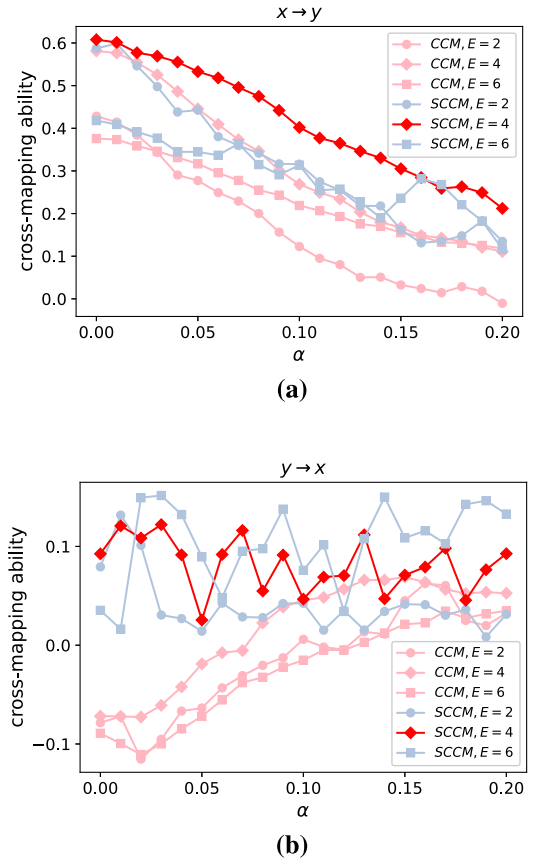 x → y
cross-mapping ability
0.6
0.5
0.4
0.3
0.2
0.1
0.0
CCM, E = 2
CCM, E = 4
CCM, E = 6
SCCM, E = 2
SCCM, E = 4
SCCM, E = 6
0.00 0.05 0.10 0.15 0.20
α
(a)
y → x
cross-mapping ability
0.1
0.0
−0.1
CCM, E = 2
CCM, E = 4
CCM, E = 6
SCCM, E = 2
SCCM, E = 4
SCCM, E = 6
0.00 0.05 0.10 0.15 0.20
α
(b)